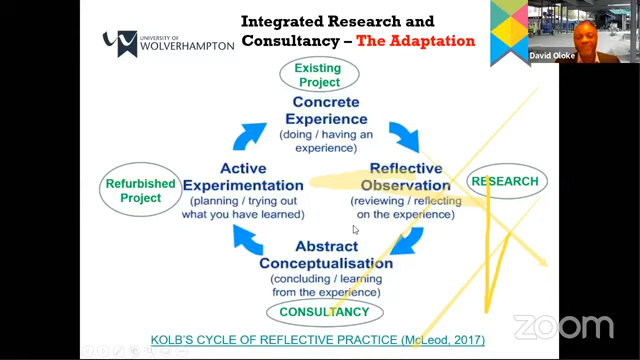 UNIVERSITY OF
WOLVERHAMPTON
Integrated Research and
Consultancy – The Adaptation
David Oloke
Existing
Project
Concrete
Experience
(doing / having an
experience)
Refurbished
Project
Active
Experimentation
(planning / trying out
what you have learned)
Reflective
Observation
(reviewing / reflecting
on the experience)
RESEARCH
Abstract
Conceptualisation
(concluding / learning
from the experience)
CONSULTANCY
KOLB'S CYCLE OF REFLECTIVE PRACTICE (McLeod, 2017)
zoom